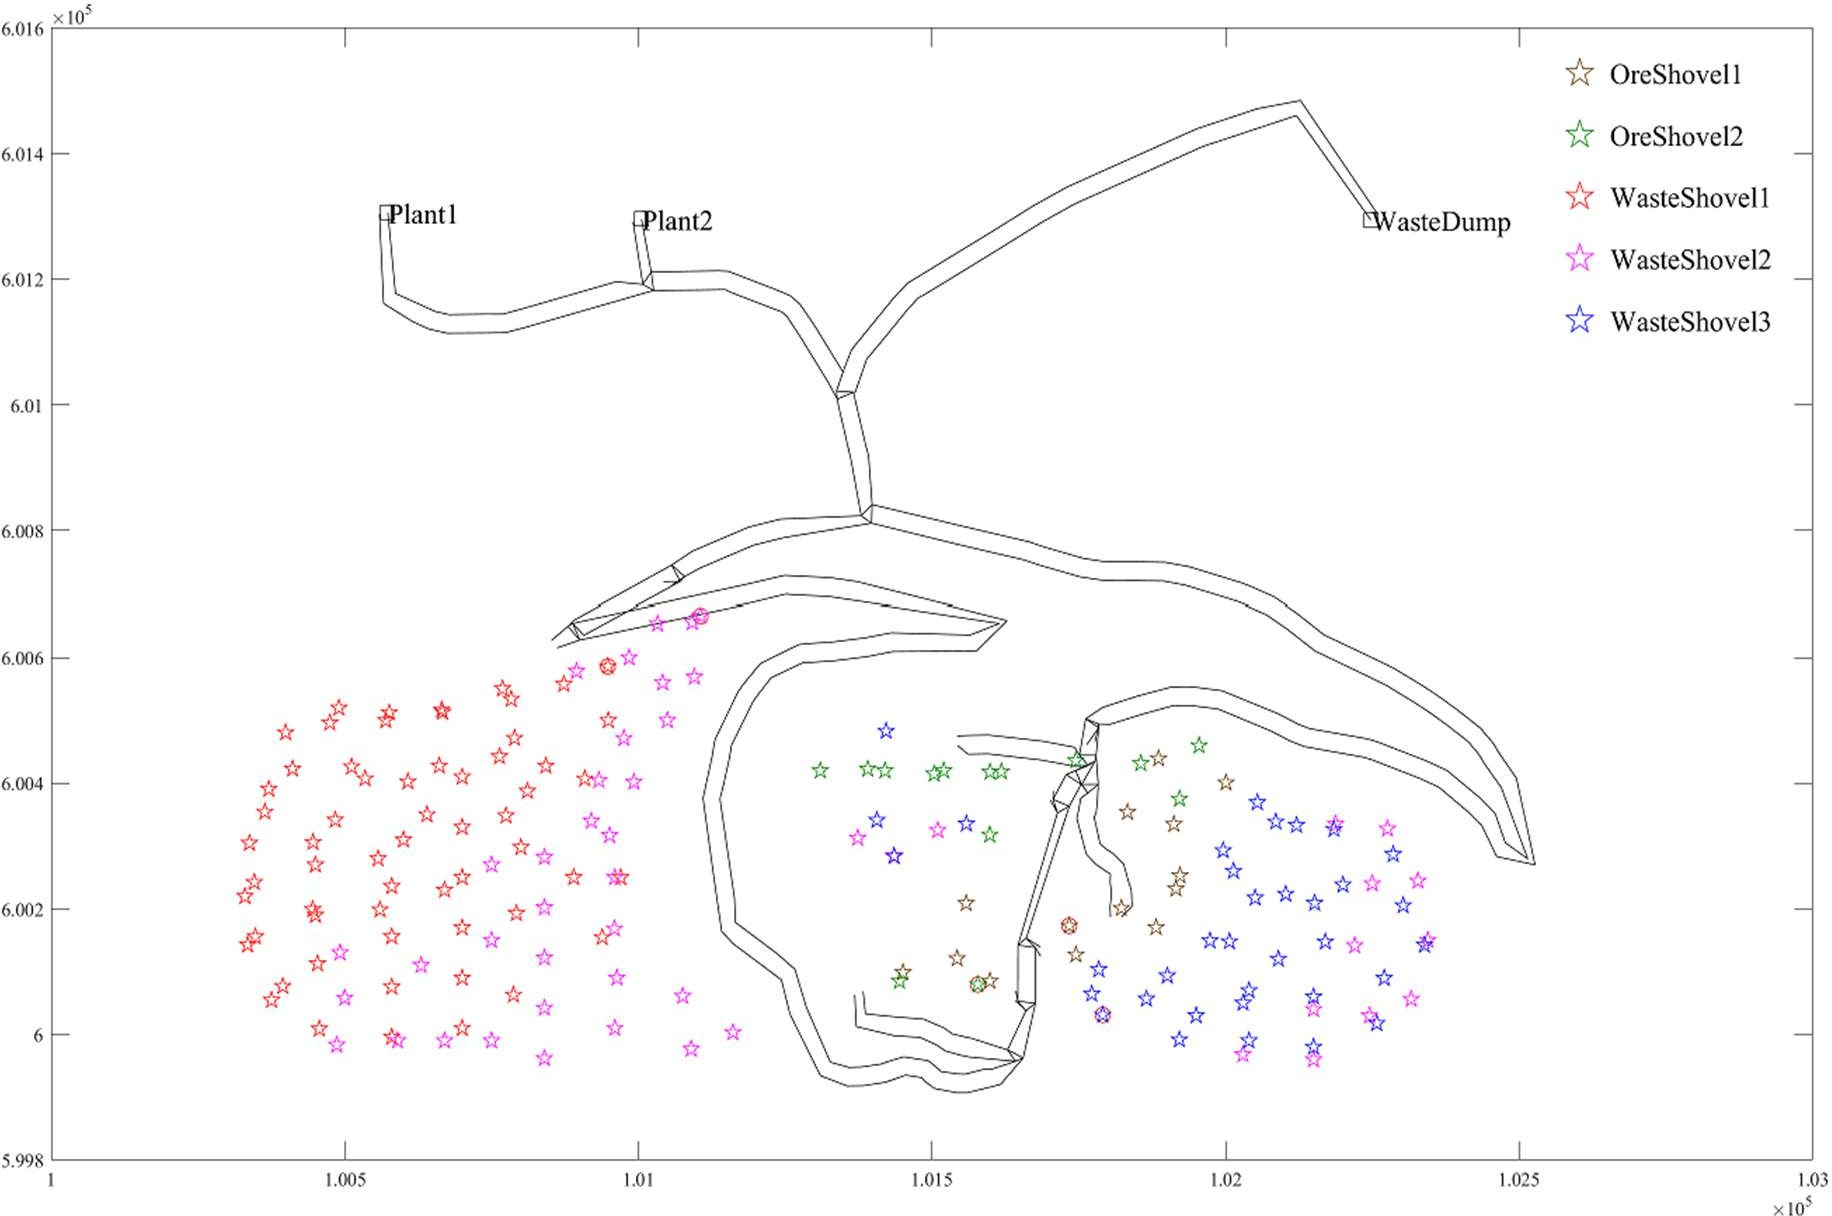 ×10⁵
6.016
OreShovel1
OreShovel2
6.014
WasteShovel1
Plant1
Plant2
WasteDump
WasteShovel2
6.012
WasteShovel3
6.01
6.008
6.006
6.004
6.002
6
5.998
1
1.005
1.01
1.015
1.02
1.025
1.03
×10⁵